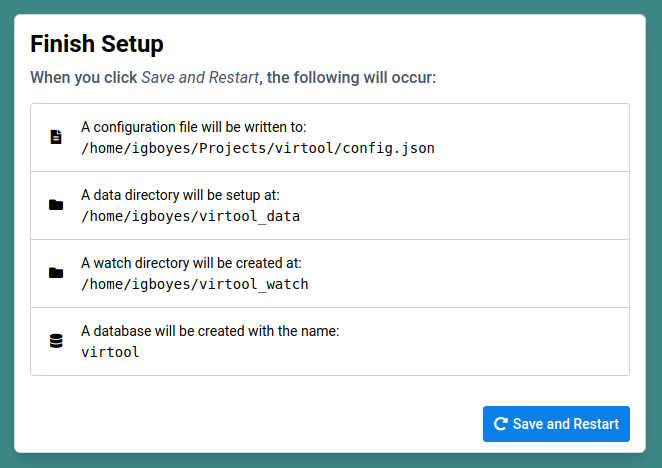 Finish Setup
When you click Save and Restart, the following will occur:
A configuration file will be written to:
/home/igboyes/Projects/virtool/config.json
A data directory will be setup at:
/home/igboyes/virtool_data
A watch directory will be created at:
/home/igboyes/virtool_watch
A database will be created with the name:
virtool
Save and Restart